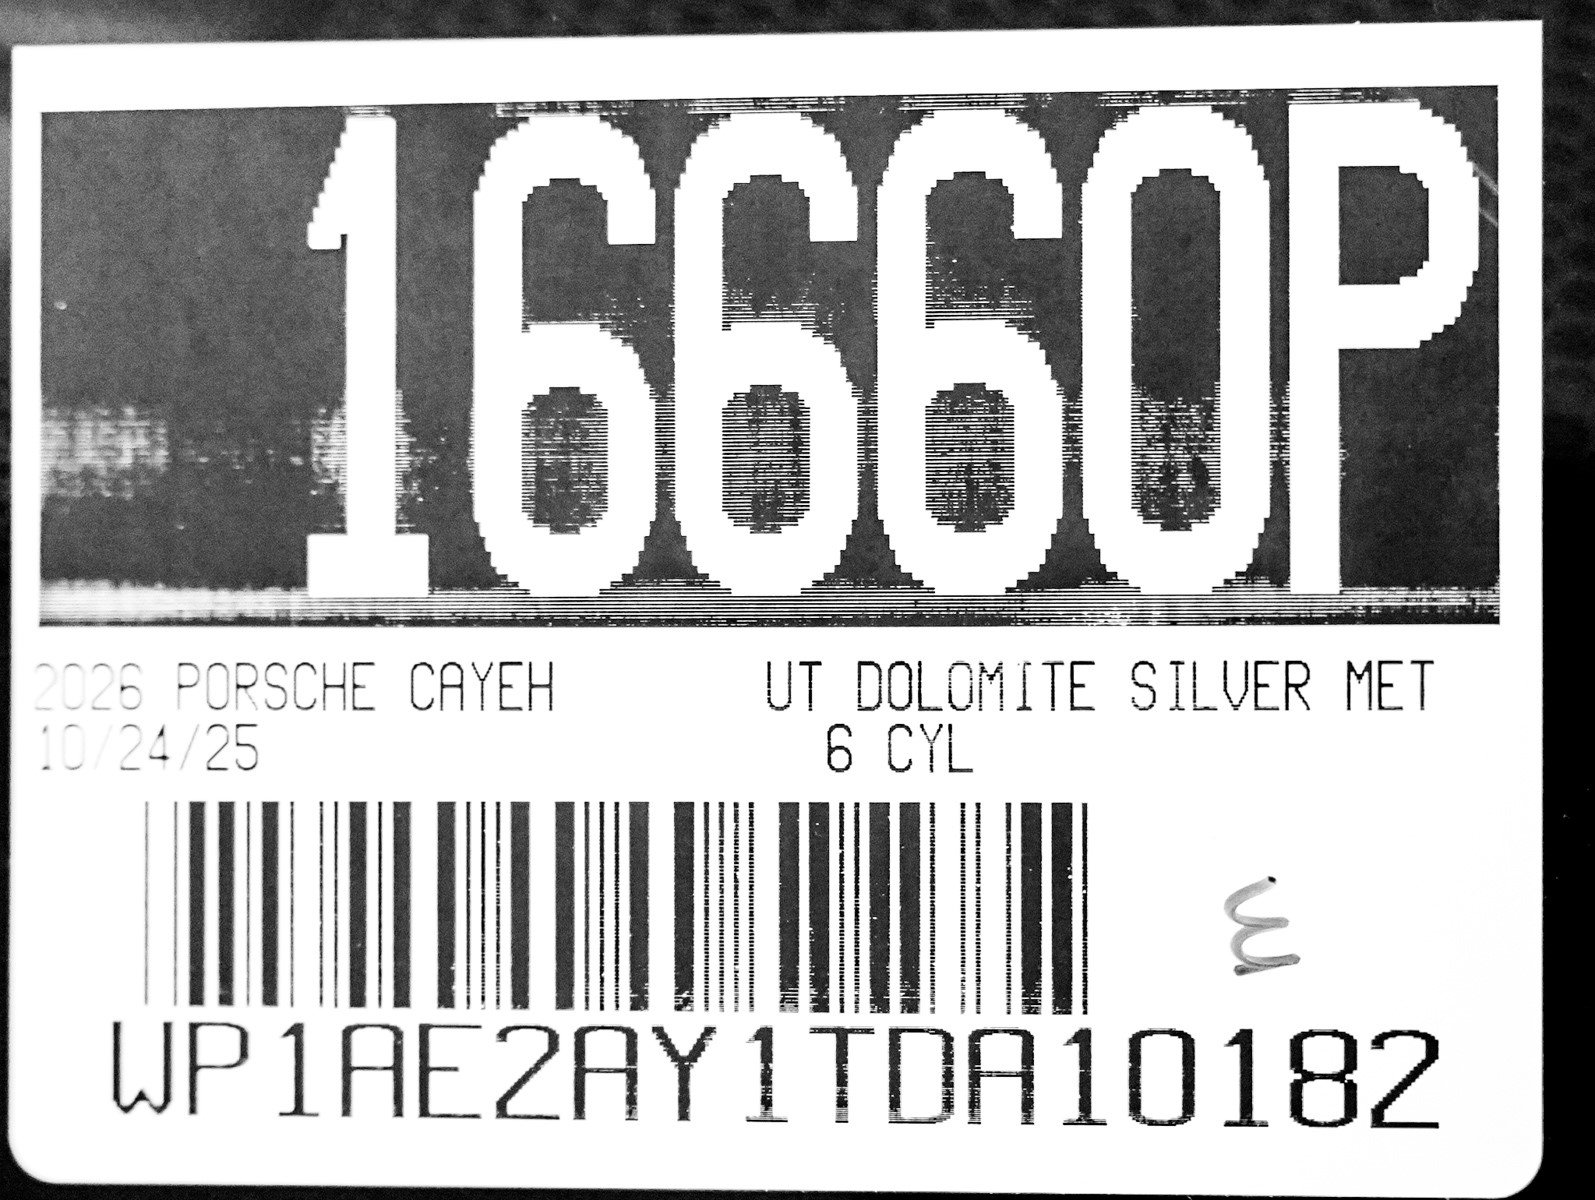 16660P
2026 PORSCHE CAYEH UT DOLOMITE SILVER MET
10/24/25 6 CYL
WP1AE2AY1TDA10182